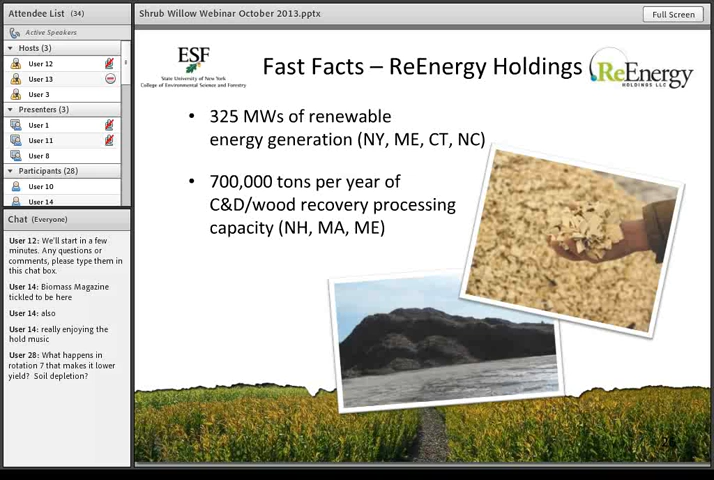 Attendee List (34)
Active Speakers
Hosts (3)
User 12
User 13
User 3
Presenters (3)
User 1
User 11
User 8
Participants (28)
User 10
User 14
Chat (Everyone)
User 12: We'll start in a few
minutes. Any questions or
comments, please type them in
this chat box.
User 14: Biomass Magazine
tickled to be here
User 14: also
User 14: really enjoying the
hold music
User 28: What happens in
rotation 7 that makes it lower
yield? Soil depletion?
Shrub Willow Webinar October 2013.pptx
Full Screen
ESF
State University of New York
College of Environmental Science and Forestry
Fast Facts – ReEnergy Holdings
ReEnergy
HOLDINGS LLC
• 325 MWs of renewable
energy generation (NY, ME, CT, NC)
• 700,000 tons per year of
C&D/wood recovery processing
capacity (NH, MA, ME)